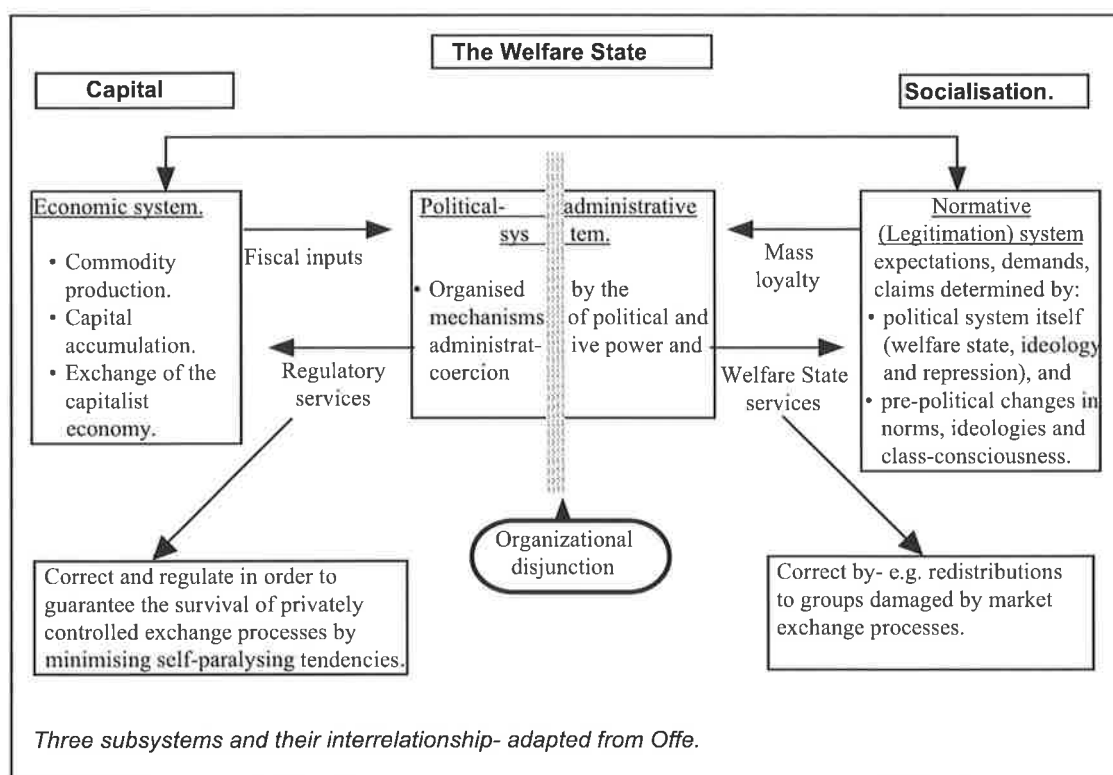 The Welfare State
Capital
Socialisation.
Economic system.
• Commodity
production.
• Capital
accumulation.
• Exchange of the
capitalist
economy.
Fiscal inputs
Regulatory
services
Political- administrative
sys tem.
• Organised by the
mechanisms of political and
administrat- ive power and
coercion
Mass
loyalty
Welfare State
services
Normative
(Legitimation) system
expectations, demands,
claims determined by:
• political system itself
(welfare state, ideology
and repression), and
• pre-political changes in
norms, ideologies and
class-consciousness.
Organizational
disjunction
Correct and regulate in order to
guarantee the survival of privately
controlled exchange processes by
minimising self-paralysing tendencies.
Correct by- e.g. redistributions
to groups damaged by market
exchange processes.
Three subsystems and their interrelationship- adapted from Offe.